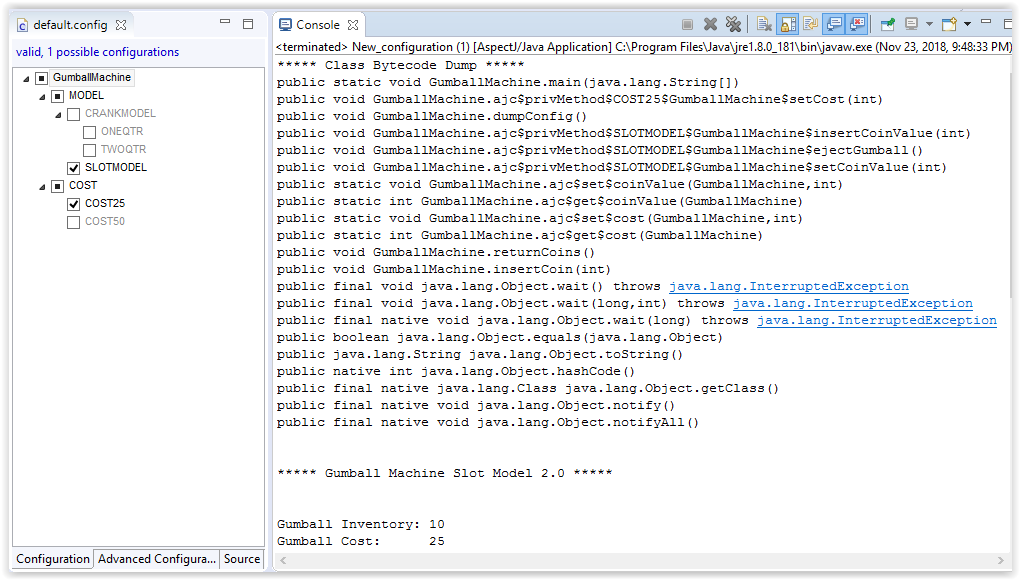 default.config
valid, 1 possible configurations
GumballMachine
MODEL
CRANKMODEL
ONEQTR
TWOQTR
SLOTMODEL
COST
COST25
COST50
Configuration Advanced Configura... Source
Console
<terminated> New_configuration (1) [AspectJ/Java Application] C:\Program Files\Java\jre1.8.0_181\bin\javaw.exe (Nov 23, 2018, 9:48:33 PM)
***** Class Bytecode Dump *****
public static void GumballMachine.main(java.lang.String[])
public void GumballMachine.ajc$privMethod$COST25$GumballMachine$setCost(int)
public void GumballMachine.dumpConfig()
public void GumballMachine.ajc$privMethod$SLOTMODEL$GumballMachine$insertCoinValue(int)
public void GumballMachine.ajc$privMethod$SLOTMODEL$GumballMachine$ejectGumball()
public void GumballMachine.ajc$privMethod$SLOTMODEL$GumballMachine$setCoinValue(int)
public static void GumballMachine.ajc$set$coinValue(GumballMachine,int)
public static int GumballMachine.ajc$get$coinValue(GumballMachine)
public static void GumballMachine.ajc$set$cost(GumballMachine,int)
public static int GumballMachine.ajc$get$cost(GumballMachine)
public void GumballMachine.returnCoins()
public void GumballMachine.insertCoin(int)
public final void java.lang.Object.wait() throws java.lang.InterruptedException
public final void java.lang.Object.wait(long,int) throws java.lang.InterruptedException
public final native void java.lang.Object.wait(long) throws java.lang.InterruptedException
public boolean java.lang.Object.equals(java.lang.Object)
public java.lang.String java.lang.Object.toString()
public native int java.lang.Object.hashCode()
public final native java.lang.Class java.lang.Object.getClass()
public final native void java.lang.Object.notify()
public final native void java.lang.Object.notifyAll()
***** Gumball Machine Slot Model 2.0 *****
Gumball Inventory: 10
Gumball Cost: 25